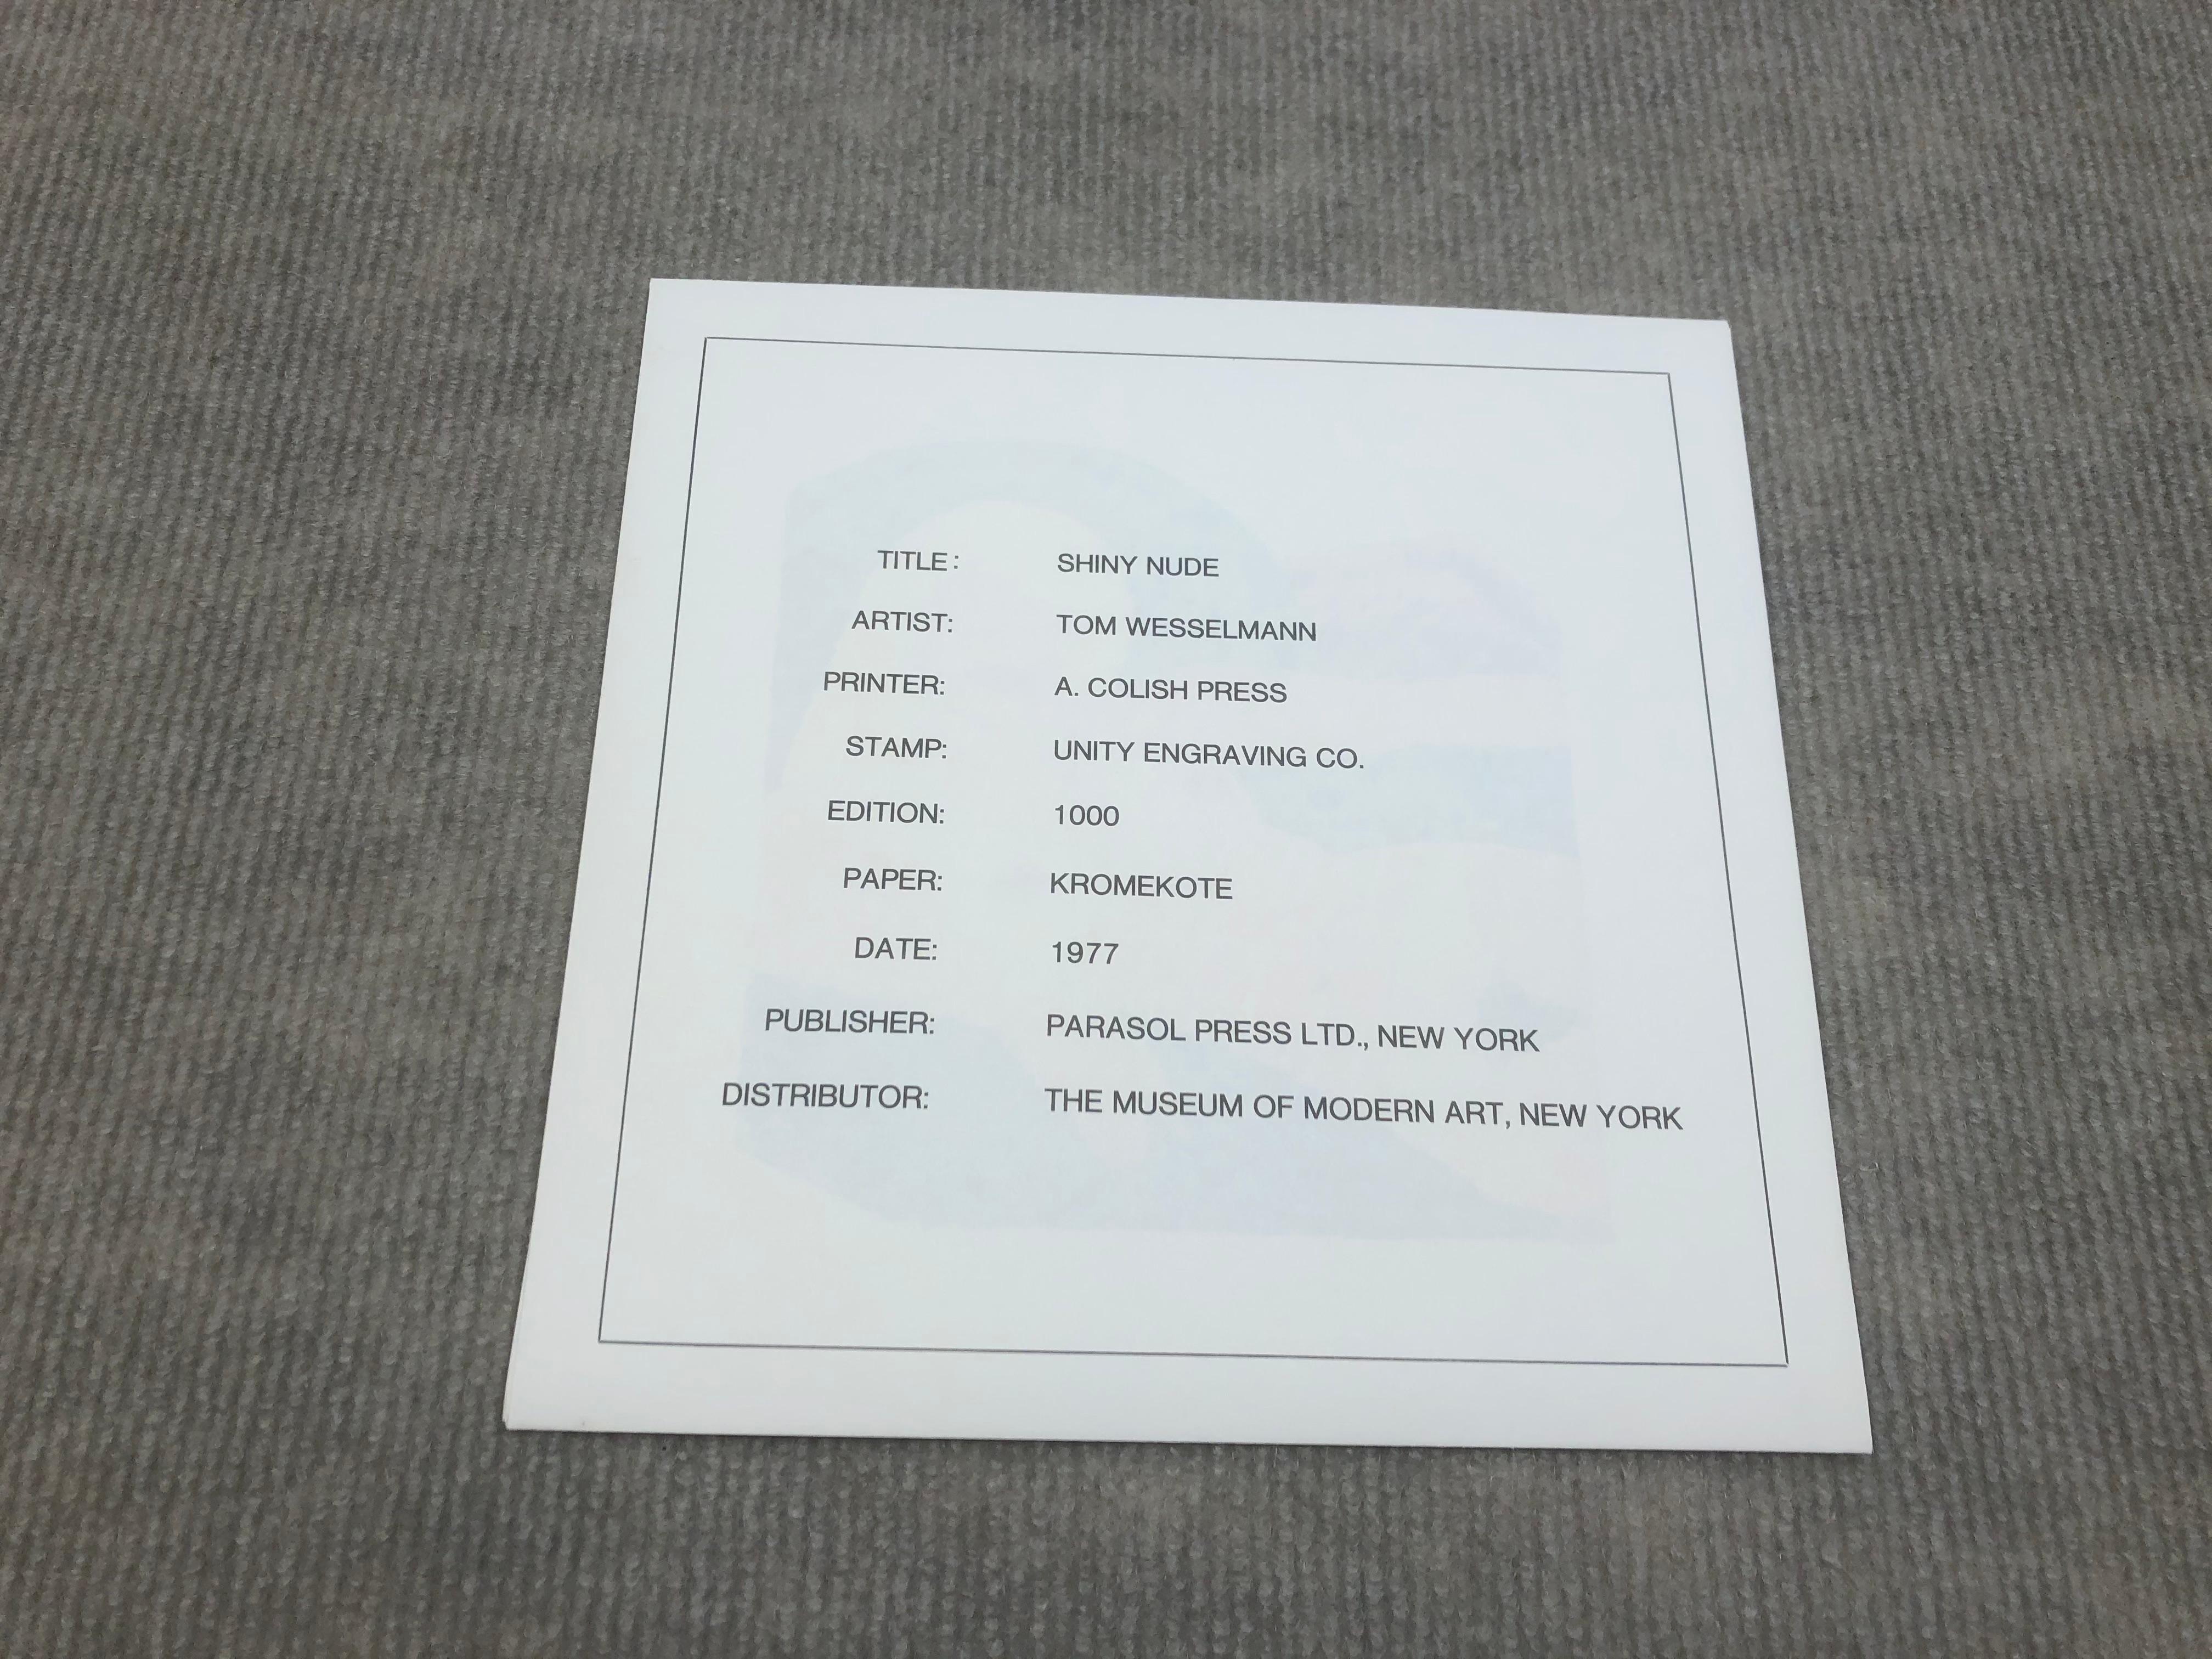 TITLE: SHINY NUDE
ARTIST: TOM WESSELMANN
PRINTER: A. COLISH PRESS
STAMP: UNITY ENGRAVING CO.
EDITION: 1000
PAPER: KROMEKOTE
DATE: 1977
PUBLISHER: PARASOL PRESS LTD., NEW YORK
DISTRIBUTOR: THE MUSEUM OF MODERN ART, NEW YORK